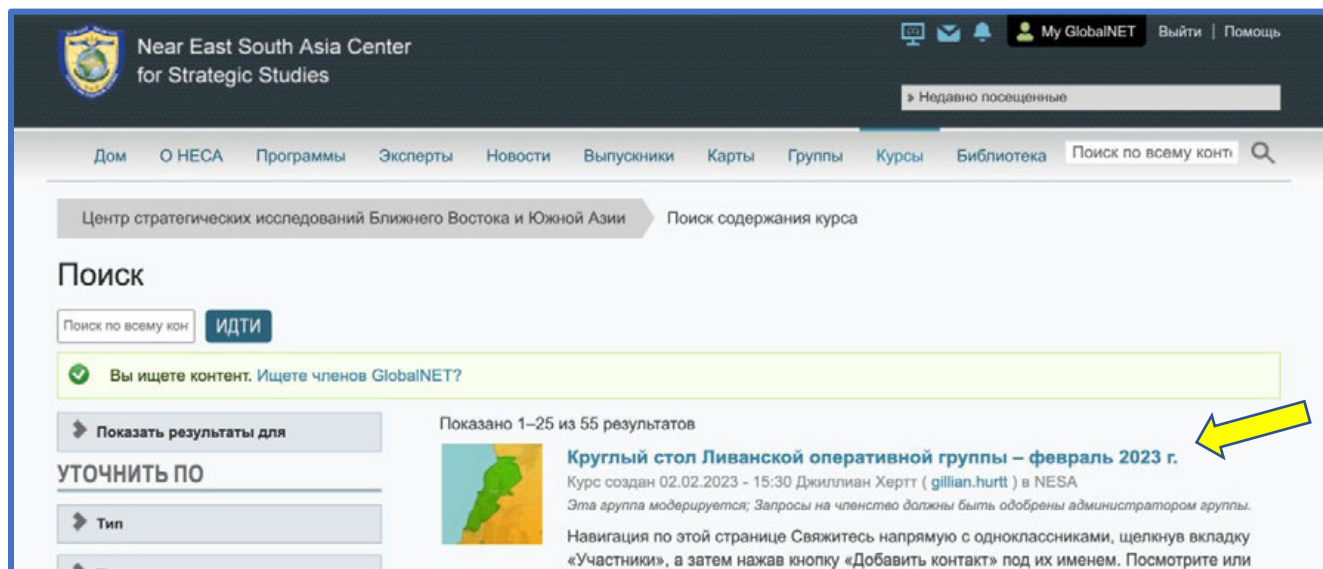 Near East South Asia Center
for Strategic Studies
My GlobalNET Выйти | Помощь
Недавно посещенные
Дом О НЕСА Программы Эксперты Новости Выпускники Карты Группы Курсы Библиотека Поиск по всему конт
Центр стратегических исследований Ближнего Востока и Южной Азии Поиск содержания курса
Поиск
Поиск по всему кон ИДТИ
Вы ищете контент. Ищете членов GlobalNET?
Показать результаты для
УТОЧНИТЬ ПО
Тип
Показано 1–25 из 55 результатов
Круглый стол Ливанской оперативной группы – февраль 2023 г.
Курс создан 02.02.2023 - 15:30 Джиллиан Хертт ( gillian.hurtt ) в NESA
Эта группа модерируется; Запросы на членство должны быть одобрены администратором группы.
Навигация по этой странице Свяжитесь напрямую с одноклассниками, щелкнув вкладку
«Участники», а затем нажав кнопку «Добавить контакт» под их именем. Посмотрите или